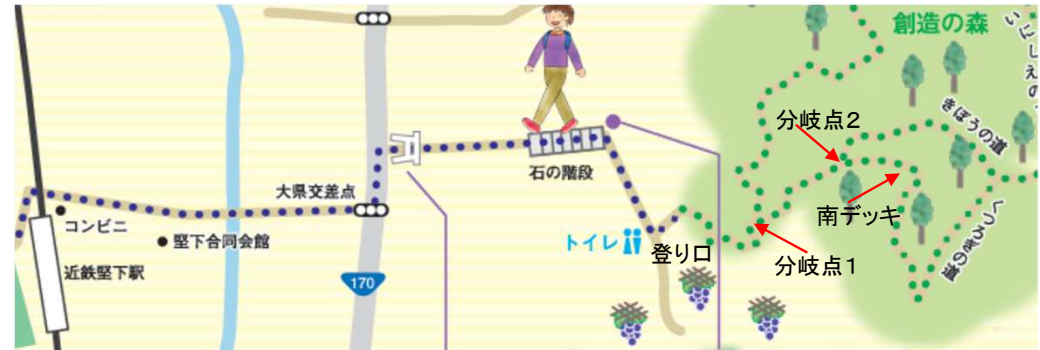 創造の森
いにしえの
分岐点2
きぼうの道
石の階段
大県交差点
南デッキ
くつろぎの道
コンビニ
堅下合同会館
トイレ
登り口
分岐点1
近鉄堅下駅
170